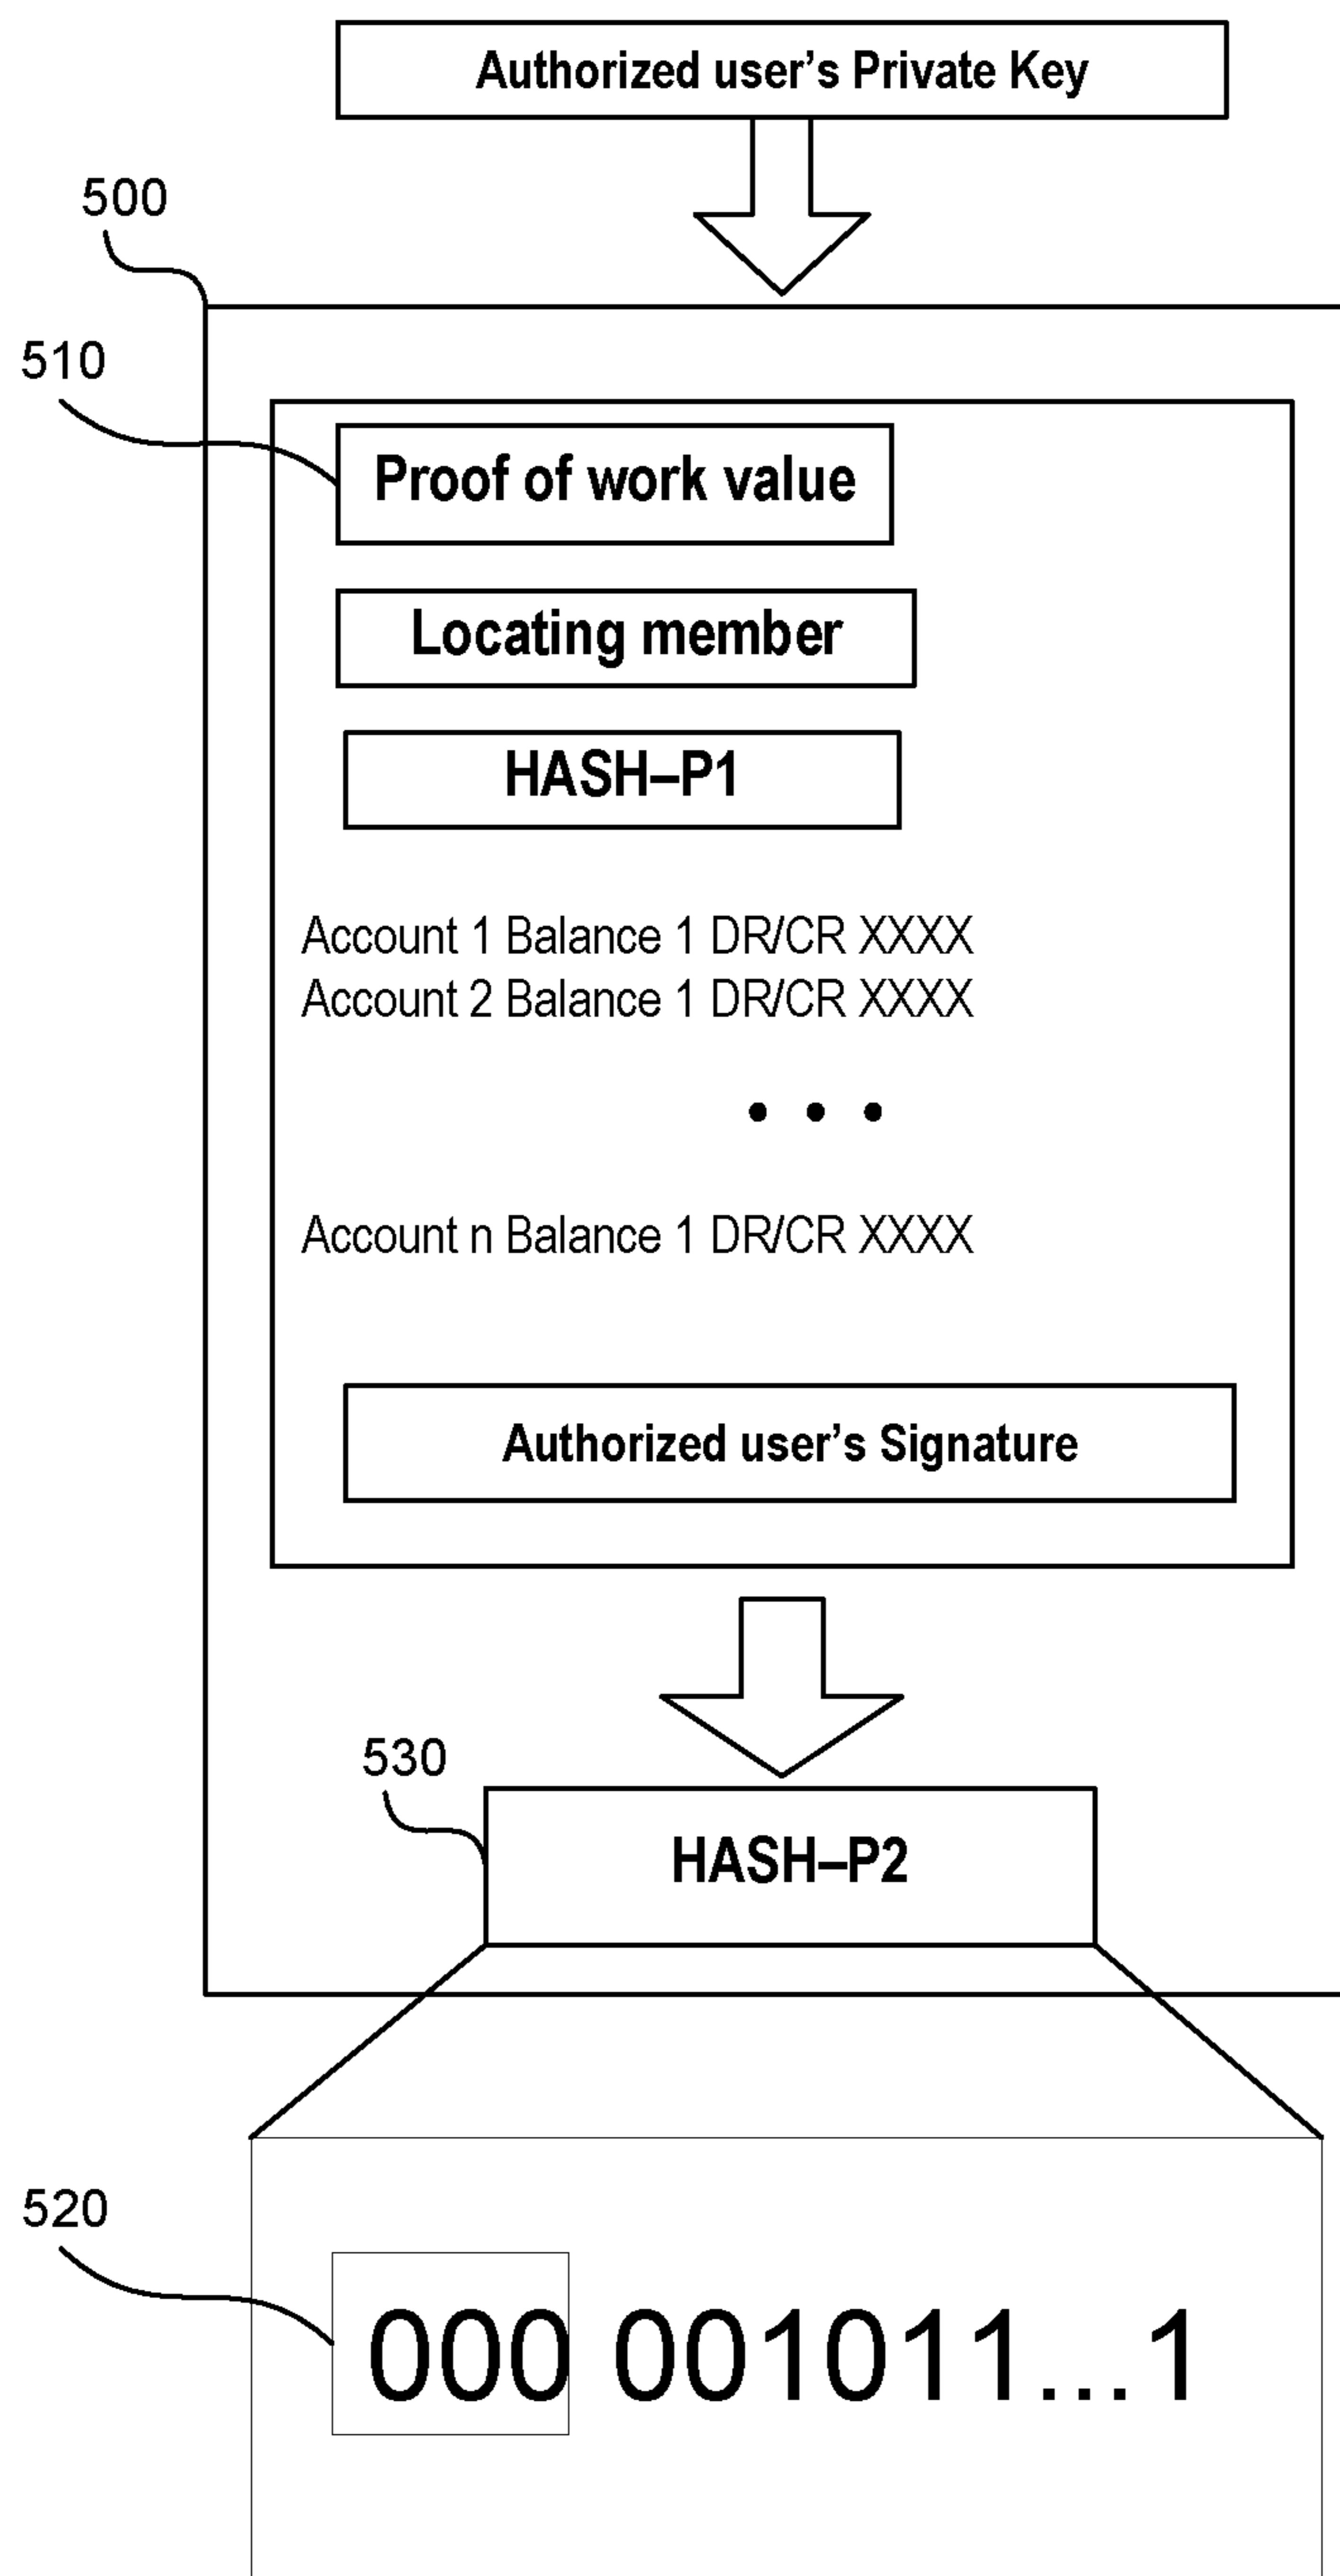 Authorized user’s Private Key
500
510
Proof of work value
Locating member
HASH–P1
Account 1 Balance 1 DR/CR XXXX
Account 2 Balance 1 DR/CR XXXX
• • •
Account n Balance 1 DR/CR XXXX
Authorized user’s Signature
530
HASH–P2
520
000 001011...1